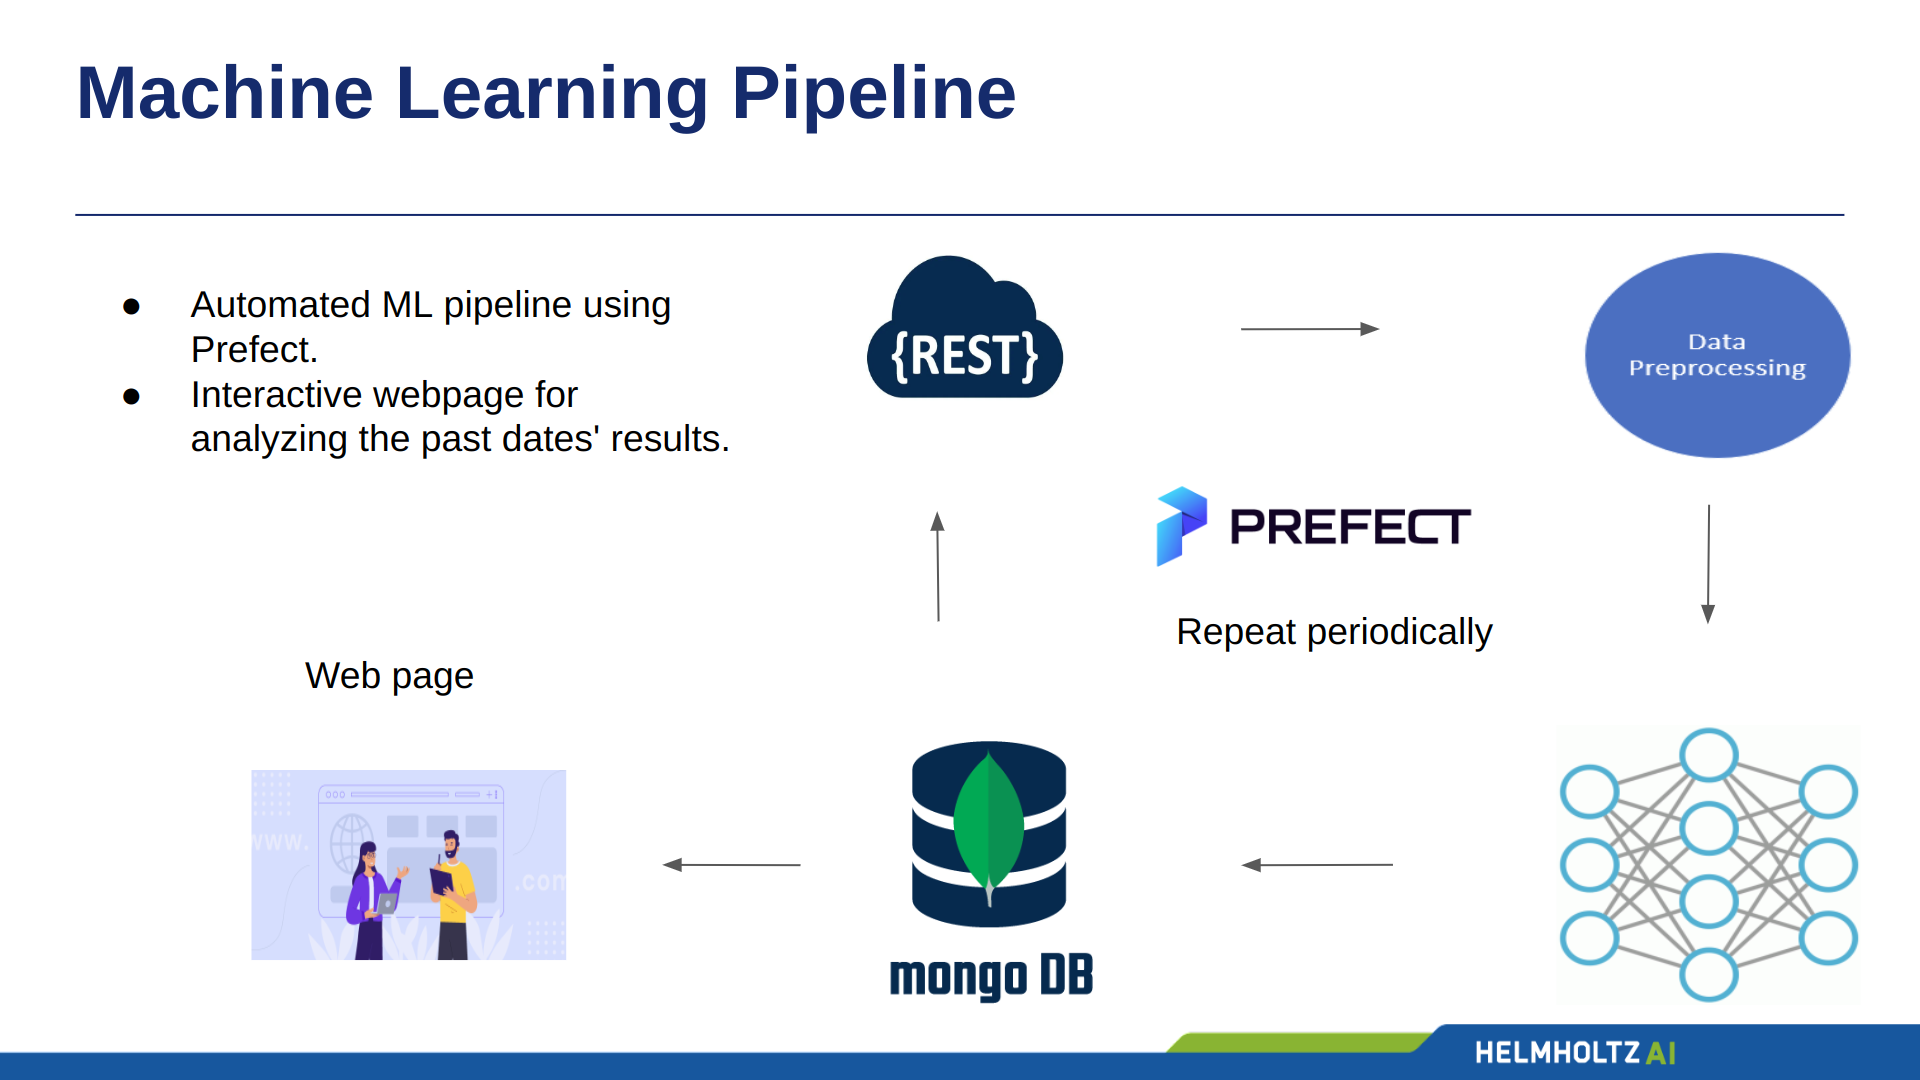 Machine Learning Pipeline
● Automated ML pipeline using
Prefect.
● Interactive webpage for
analyzing the past dates' results.
{REST}
Data
Preprocessing
PREFECT
Repeat periodically
Web page
www.
.com
mongo DB
HELMHOLTZ AI